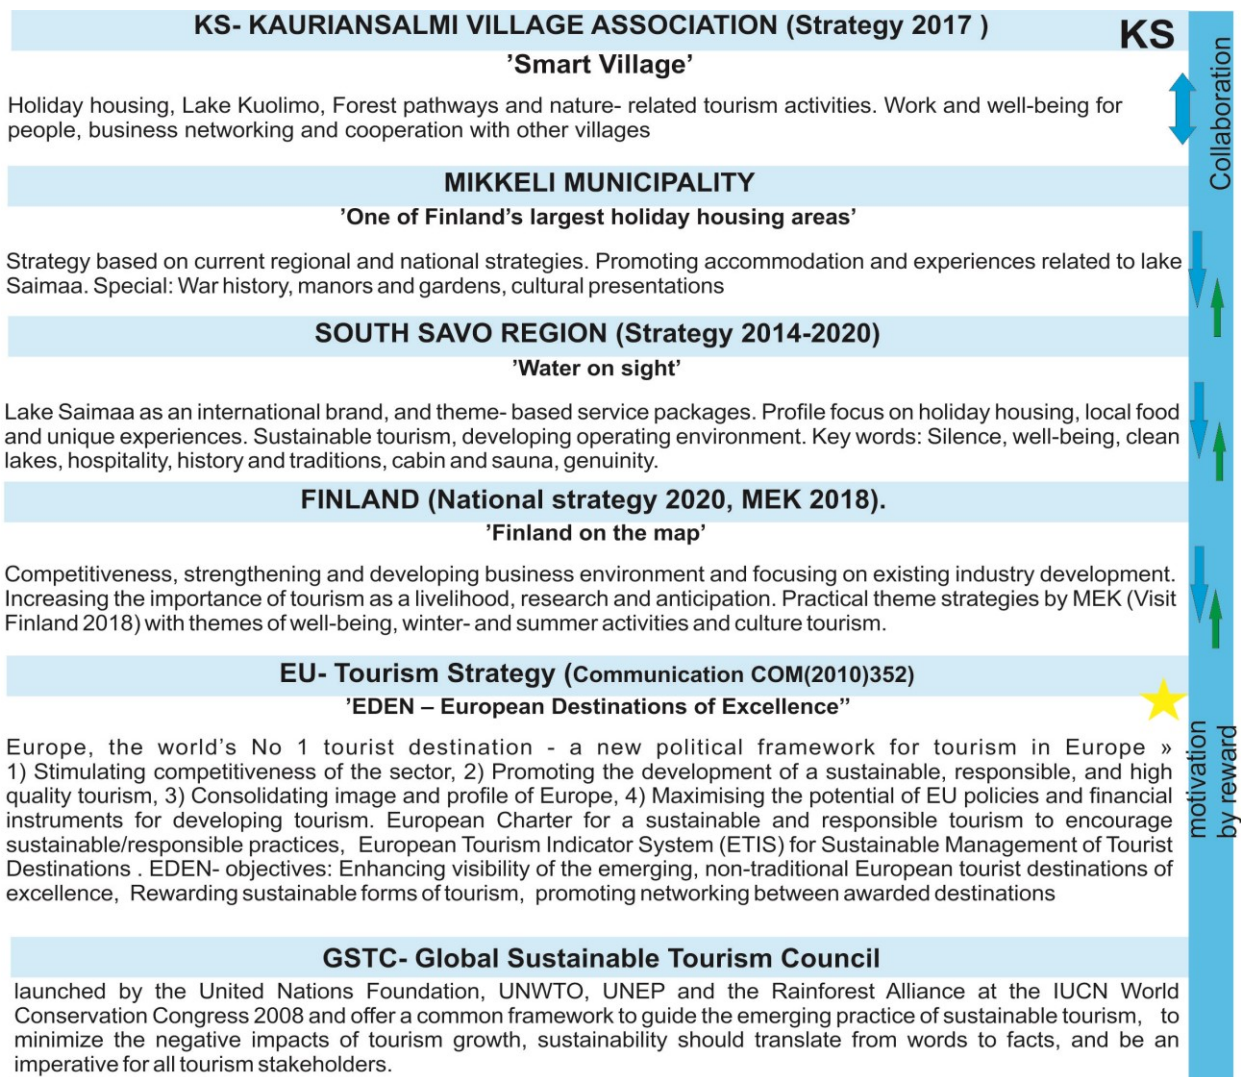 KS- KAURIANSALMI VILLAGE ASSOCIATION (Strategy 2017 )
KS
’Smart Village’
Holiday housing, Lake Kuolimo, Forest pathways and nature- related tourism activities. Work and well-being for
people, business networking and cooperation with other villages
Collaboration
MIKKELI MUNICIPALITY
’One of Finland’s largest holiday housing areas’
Strategy based on current regional and national strategies. Promoting accommodation and experiences related to lake
Saimaa. Special: War history, manors and gardens, cultural presentations
SOUTH SAVO REGION (Strategy 2014-2020)
’Water on sight’
Lake Saimaa as an international brand, and theme- based service packages. Profile focus on holiday housing, local food
and unique experiences. Sustainable tourism, developing operating environment. Key words: Silence, well-being, clean
lakes, hospitality, history and traditions, cabin and sauna, genuinity.
FINLAND (National strategy 2020, MEK 2018).
’Finland on the map’
Competitiveness, strengthening and developing business environment and focusing on existing industry development.
Increasing the importance of tourism as a livelihood, research and anticipation. Practical theme strategies by MEK (Visit
Finland 2018) with themes of well-being, winter- and summer activities and culture tourism.
EU- Tourism Strategy (Communication COM(2010)352)
’EDEN – European Destinations of Excellence’’
Europe, the world’s No 1 tourist destination - a new political framework for tourism in Europe »
1) Stimulating competitiveness of the sector, 2) Promoting the development of a sustainable, responsible, and high
quality tourism, 3) Consolidating image and profile of Europe, 4) Maximising the potential of EU policies and financial
instruments for developing tourism. European Charter for a sustainable and responsible tourism to encourage
sustainable/responsible practices, European Tourism Indicator System (ETIS) for Sustainable Management of Tourist
Destinations . EDEN- objectives: Enhancing visibility of the emerging, non-traditional European tourist destinations of
excellence, Rewarding sustainable forms of tourism, promoting networking between awarded destinations
motivation
by reward
GSTC- Global Sustainable Tourism Council
launched by the United Nations Foundation, UNWTO, UNEP and the Rainforest Alliance at the IUCN World
Conservation Congress 2008 and offer a common framework to guide the emerging practice of sustainable tourism, to
minimize the negative impacts of tourism growth, sustainability should translate from words to facts, and be an
imperative for all tourism stakeholders.